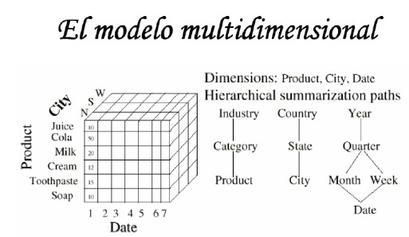 El modelo multidimensional
Dimensions: Product, City, Date
Hierarchical summarization paths
Industry Country Year
Category State Quarter
Product City Month Week
Date
City
N S W
Product
Juice 10
Cola 50
Milk 20
Cream 12
Toothpaste 15
Soap 10
1 2 3 4 5 6 7
Date